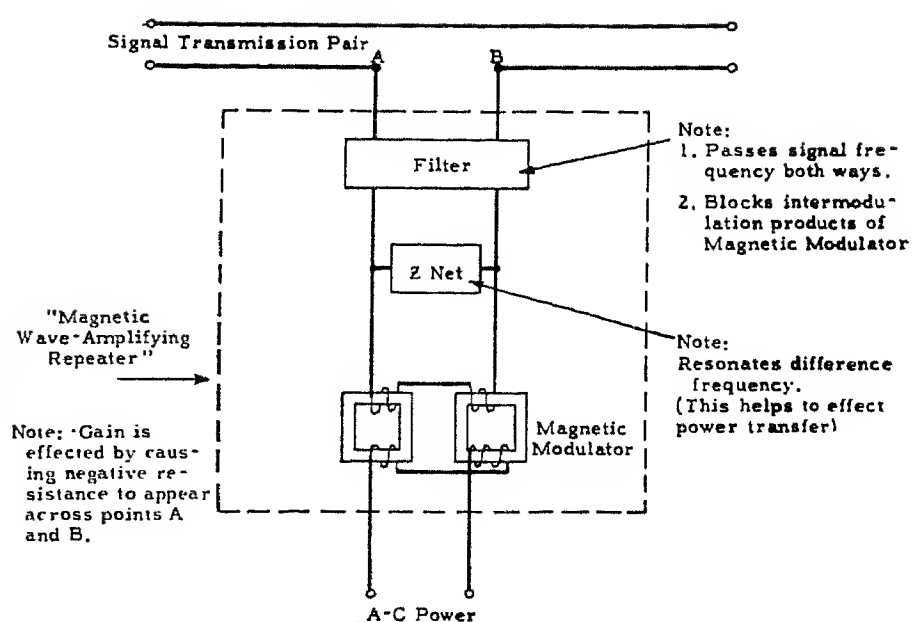 Signal Transmission Pair
A
B
Filter
Note:
1. Passes signal fre-
quency both ways.
2. Blocks intermodu-
lation products of
Magnetic Modulator
Z Net
"Magnetic
Wave-Amplifying
Repeater"
Note:
Resonates difference
frequency.
(This helps to effect
power transfer)
Magnetic
Modulator
Note: Gain is
effected by caus-
ing negative re-
sistance to appear
across points A
and B.
A-C Power